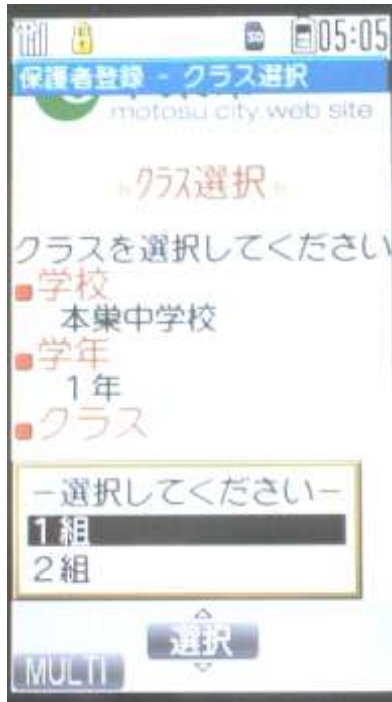 05:05
保護者登録 - クラス選択
motosu city web site
クラス選択
クラスを選択してください
■学校
本巣中学校
■学年
1年
■クラス
−選択してください−
1組
2組
選択
MULTI